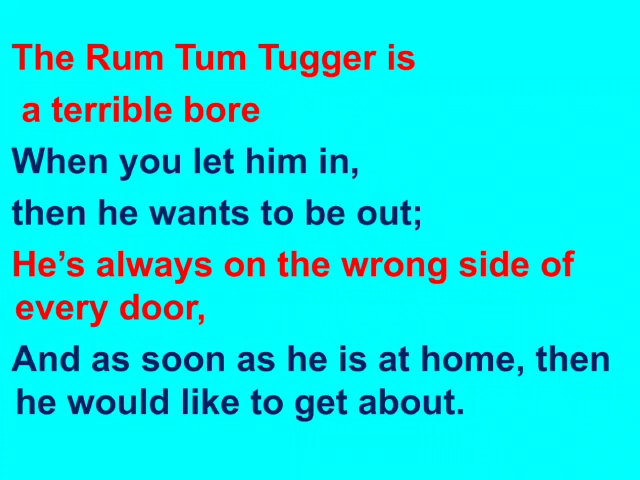 The Rum Tum Tugger is
a terrible bore
When you let him in,
then he wants to be out;
He’s always on the wrong side of
every door,
And as soon as he is at home, then
he would like to get about.